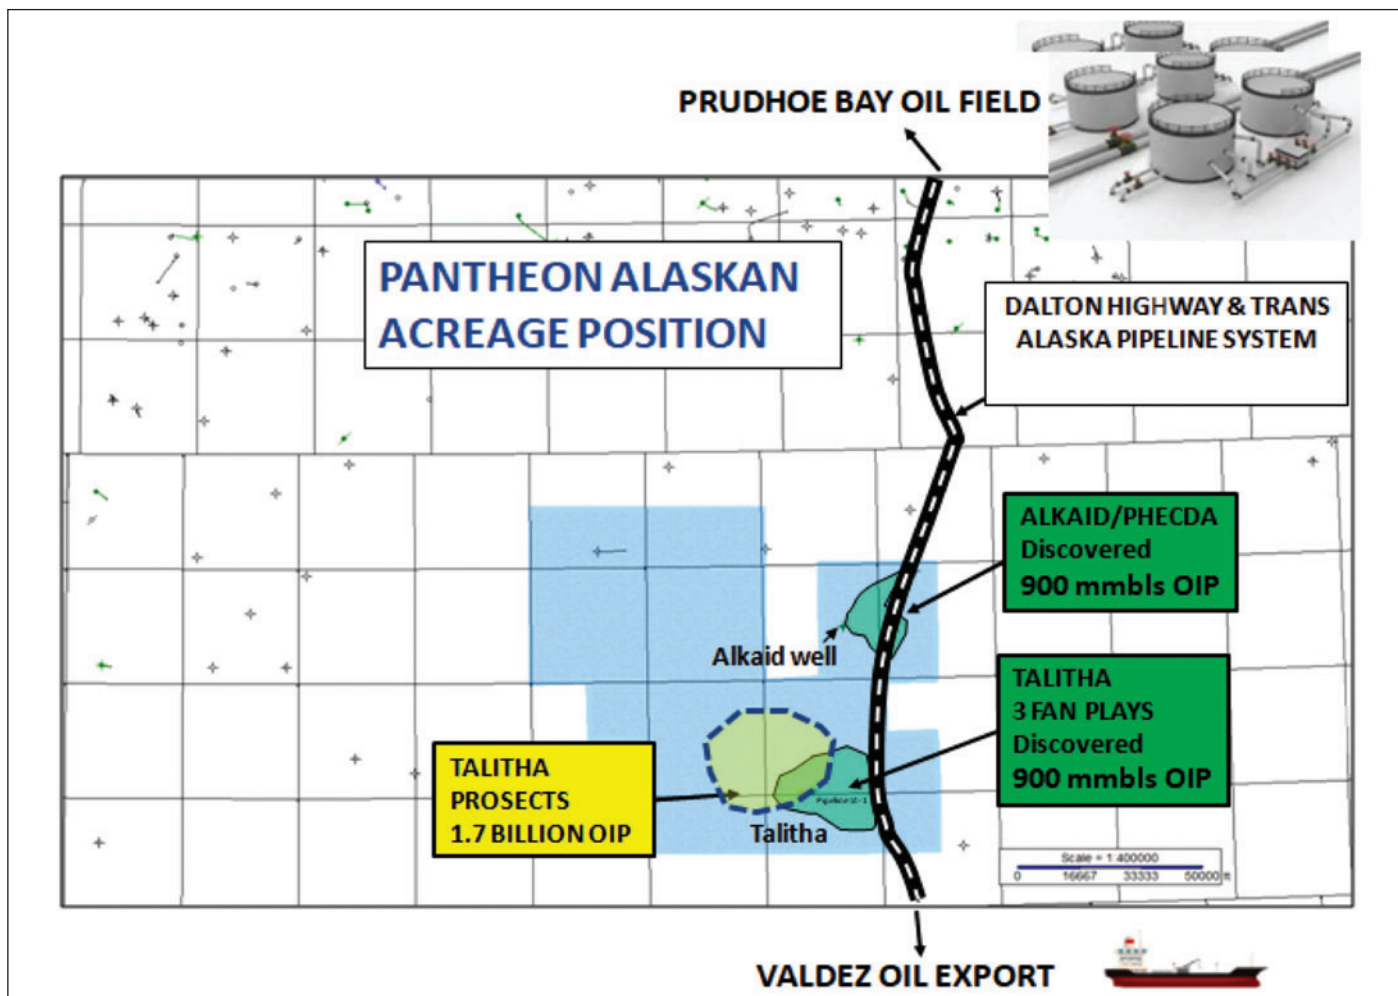 PRUDHOE BAY OIL FIELD
PANTHEON ALASKAN
ACREAGE POSITION
DALTON HIGHWAY & TRANS
ALASKA PIPELINE SYSTEM
ALKAID/PHECDA
Discovered
900 mmbls OIP
Alkaid well
TALITHA
3 FAN PLAYS
Discovered
900 mmbls OIP
TALITHA
PROSECTS
1.7 BILLION OIP
Talitha
Scale = 1:400000
0 16667 33333 50000 ft
VALDEZ OIL EXPORT